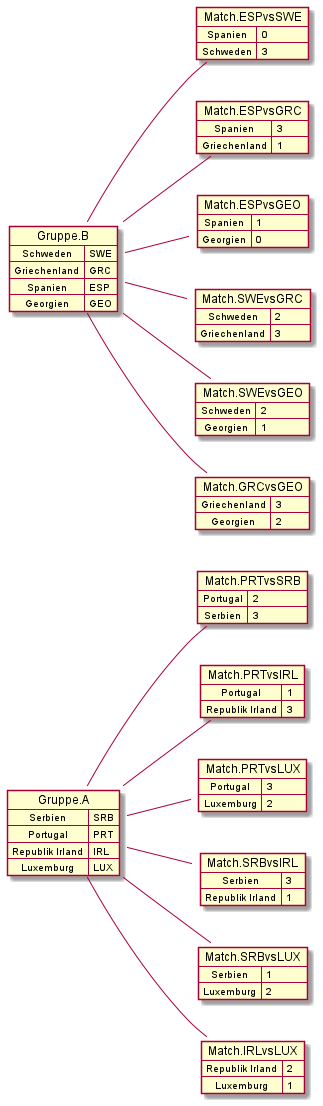 Match.ESPvsSWE
Spanien 0
Schweden 3
Match.ESPvsGRC
Spanien 3
Griechenland 1
Match.ESPvsGEO
Spanien 1
Georgien 0
Gruppe.B
Schweden SWE
Griechenland GRC
Spanien ESP
Georgien GEO
Match.SWEvsGRC
Schweden 2
Griechenland 3
Match.SWEvsGEO
Schweden 2
Georgien 1
Match.GRCvsGEO
Griechenland 3
Georgien 2
Match.PRTvsSRB
Portugal 2
Serbien 3
Match.PRTvsIRL
Portugal 1
Republik Irland 3
Match.PRTvsLUX
Portugal 3
Luxemburg 2
Gruppe.A
Serbien SRB
Portugal PRT
Republik Irland IRL
Luxemburg LUX
Match.SRBvsIRL
Serbien 3
Republik Irland 1
Match.SRBvsLUX
Serbien 1
Luxemburg 2
Match.IRLvsLUX
Republik Irland 2
Luxemburg 1